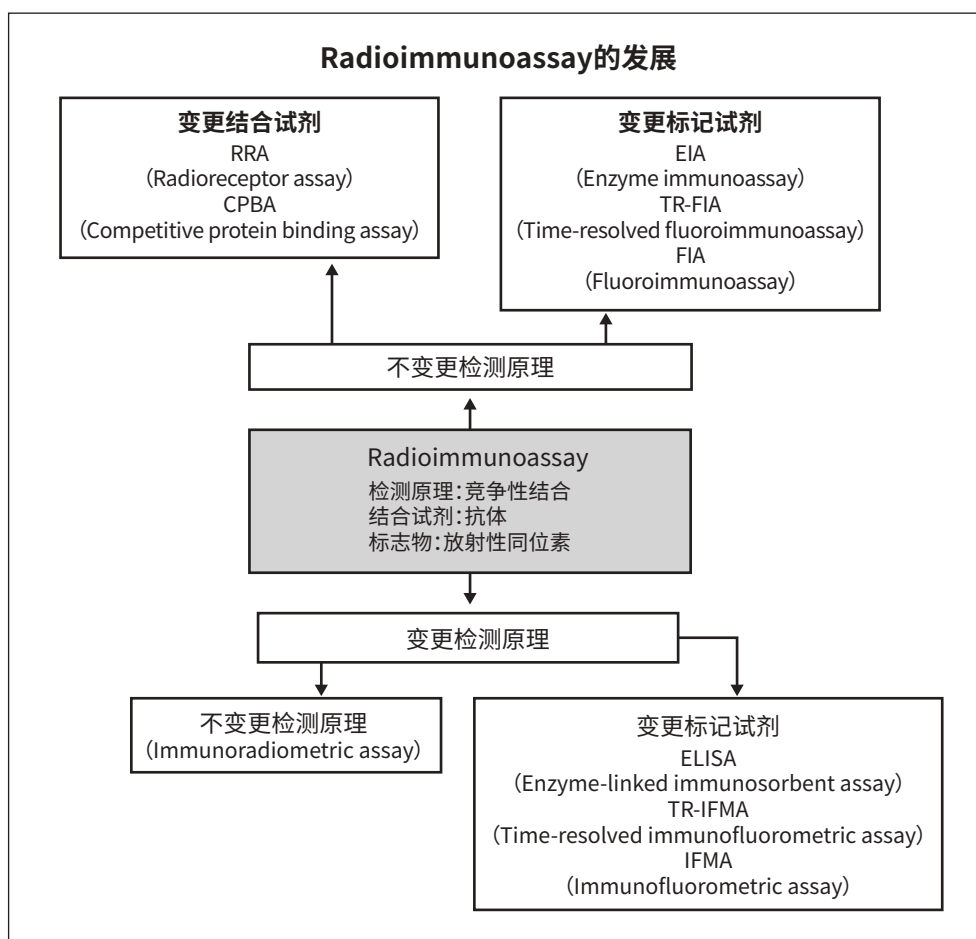 Radioimmunoassay的发展
变更结合试剂
RRA
(Radioreceptor assay)
CPBA
(Competitive protein binding assay)
变更标记试剂
EIA
(Enzyme immunoassay)
TR-FIA
(Time-resolved fluoroimmunoassay)
FIA
(Fluoroimmunoassay)
不变更检测原理
Radioimmunoassay
检测原理：竞争性结合
结合试剂：抗体
标志物：放射性同位素
变更检测原理
不变更检测原理
(Immunoradiometric assay)
变更标记试剂
ELISA
(Enzyme-linked immunosorbent assay)
TR-IFMA
(Time-resolved immunofluorometric assay)
IFMA
(Immunofluorometric assay)